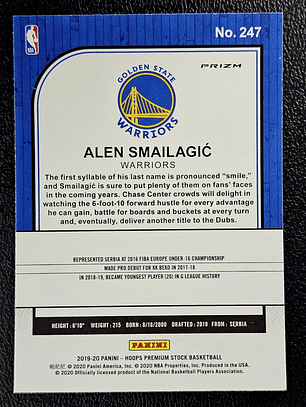 No. 247
PRIZM
GOLDEN STATE
WARRIORS
ALEN SMAILAGIĆ
WARRIORS
The first syllable of his last name is pronounced “smile,”
and Smailagić is sure to put plenty of them on fans' faces
in the coming years. Chase Center crowds will delight in
watching the 6-foot-10 forward hustle for every advantage
he can gain, battle for boards and buckets at every turn
and, eventually, deliver another title to the Dubs.
REPRESENTED SERBIA AT 2016 FIBA EUROPE UNDER-16 CHAMPIONSHIP
MADE PRO DEBUT FOR KK BEKO IN 2017-18
IN 2018-19, BECAME YOUNGEST PLAYER (20) IN G LEAGUE HISTORY
HEIGHT: 6'10" WEIGHT: 215 BORN: 8/18/2000 DRAFTED: 2019 FROM: SERBIA
PANINI
2019-20 PANINI – HOOPS PREMIUM STOCK BASKETBALL
帕尼尼 © 2020 Panini America, Inc. © 2020 NBA Properties, Inc. Produced in the USA.
© 2020 Officially licensed product of the National Basketball Players Association.